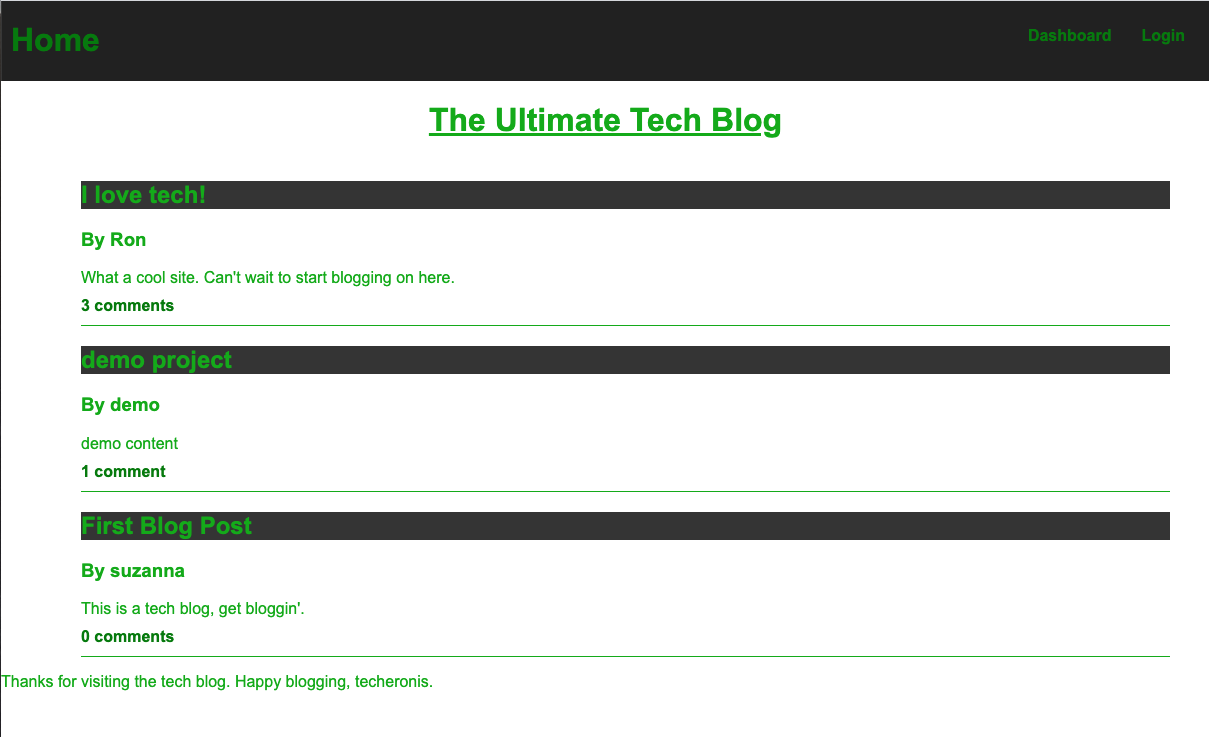 Home
Dashboard Login
The Ultimate Tech Blog
I love tech!
By Ron
What a cool site. Can't wait to start blogging on here.
3 comments
demo project
By demo
demo content
1 comment
First Blog Post
By suzanna
This is a tech blog, get bloggin'.
0 comments
Thanks for visiting the tech blog. Happy blogging, techeronis.